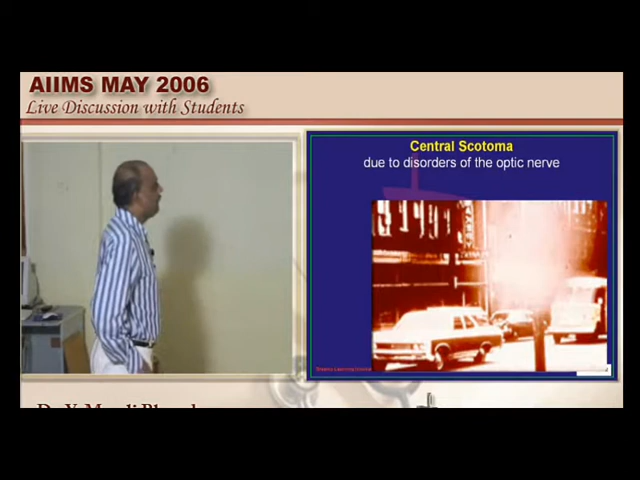 AIIMS MAY 2006
Live Discussion with Students
Central Scotoma
due to disorders of the optic nerve